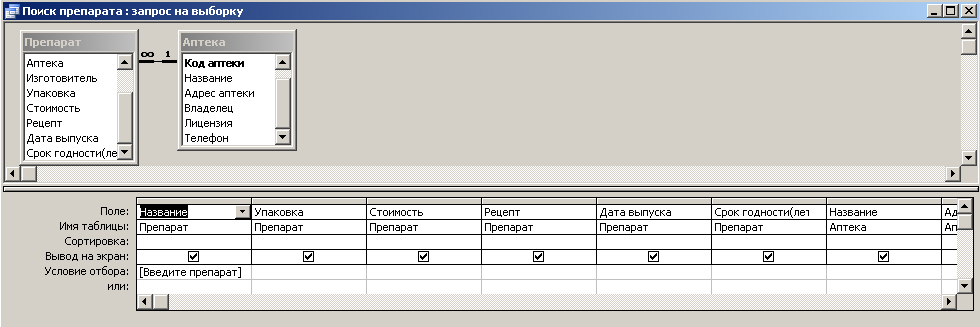 Поиск препарата : запрос на выборку
Препарат
Аптека
Изготовитель
Упаковка
Стоимость
Рецепт
Дата выпуска
Срок годности(ле
∞ 1
Аптека
Код аптеки
Название
Адрес аптеки
Владелец
Лицензия
Телефон
Поле: Название Упаковка Стоимость Рецепт Дата выпуска Срок годности(лет Название Ад
Имя таблицы: Препарат Препарат Препарат Препарат Препарат Препарат Аптека Ап
Сортировка:
Вывод на экран:
Условие отбора: [Введите препарат]
или: